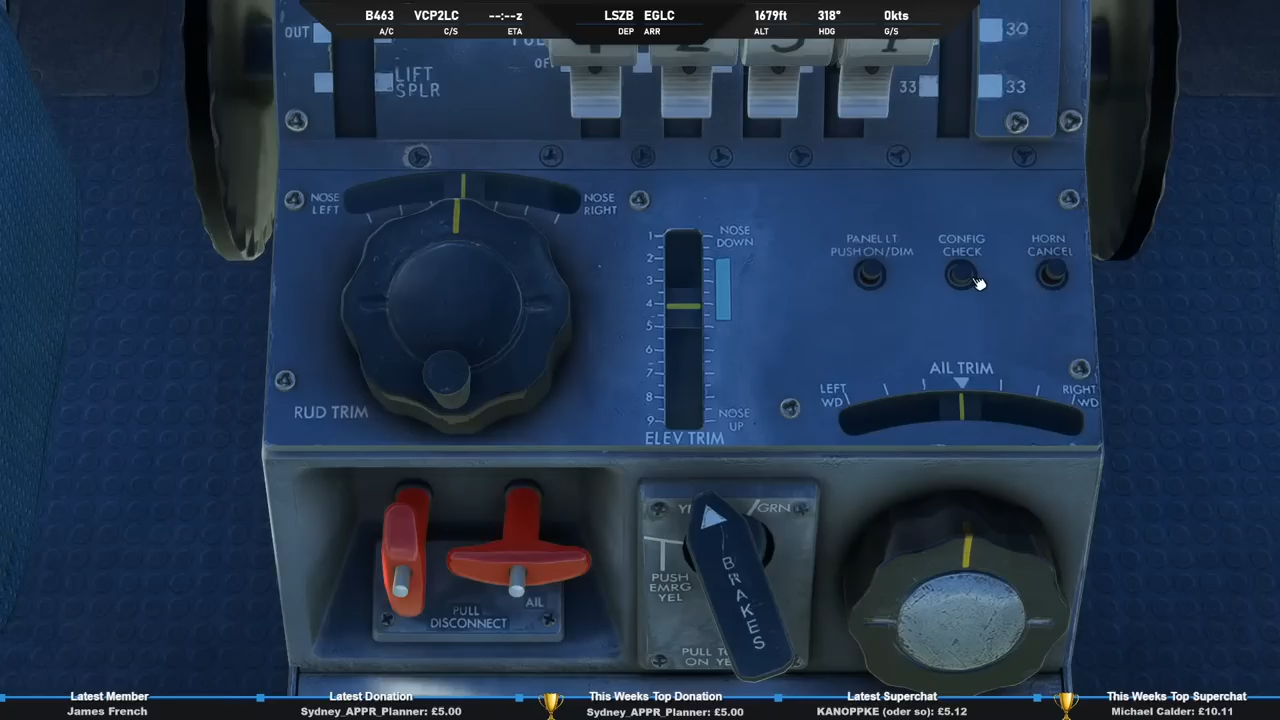 B463 VCP2LC --:--z LSZB EGLC 1679ft 318° 0kts
A/C C/S ETA DEP ARR ALT HDG G/S
OUT
LIFT
SPLR
33
30
33
NOSE
LEFT
NOSE
RIGHT
RUD TRIM
1
2
3
4
5
6
7
8
9
NOSE
DOWN
NOSE
UP
ELEV TRIM
PANEL LT
PUSH ON/DIM
CONFIG
CHECK
HORN
CANCEL
AIL TRIM
LEFT
WD
RIGHT
WD
PULL
DISCONNECT
AIL
GRN
PUSH
EMRG
YEL
BRAKES
PULL
ON
Latest Member
James French
Latest Donation
Sydney_APPR_Planner: £5.00
This Weeks Top Donation
Sydney_APPR_Planner: £5.00
Latest Superchat
KANOPPKE (oder so): £5.12
This Weeks Top Superchat
Michael Calder: £10.11